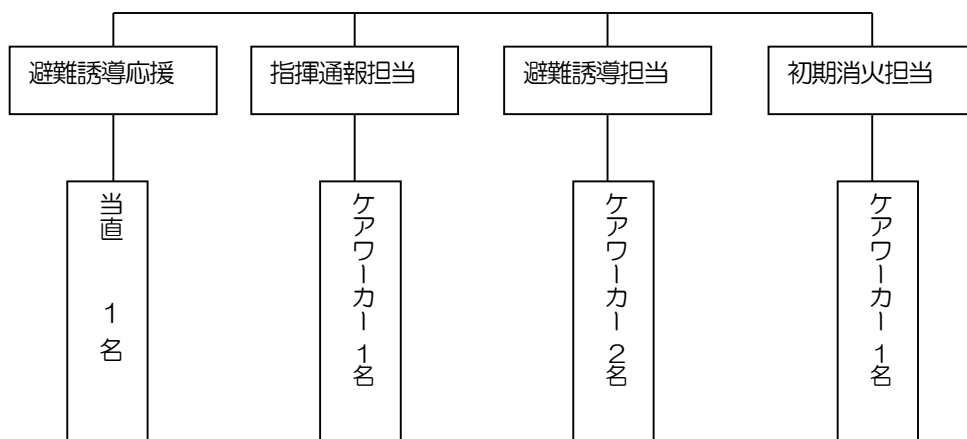 避難誘導応援
指揮通報担当
避難誘導担当
初期消火担当
当直 1名
ケアワーカー 1名
ケアワーカー 2名
ケアワーカー 1名